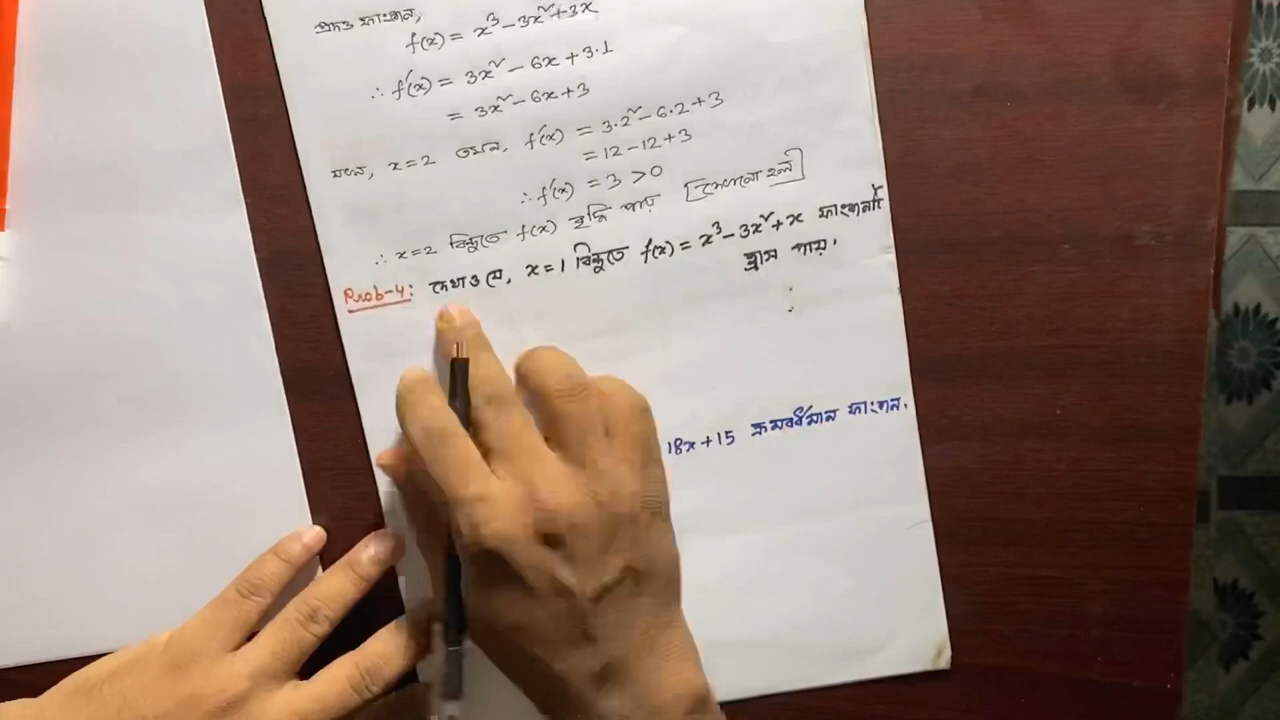 প্রদত্ত ফাংশন,
f(x) = x³ - 3x² + 3x
∴ f′(x) = 3x² - 6x + 3·1
= 3x² - 6x + 3
যখন, x=2 তখন, f′(x) = 3·2² - 6·2 + 3
= 12 - 12 + 3
∴ f′(x) = 3 > 0
∴ x=2 বিন্দুতে f(x) বৃদ্ধি পায় [দেখানো হল]
Prob-4: দেখাও যে, x=1 বিন্দুতে f(x) = x³ - 3x² + x ফাংশনটি
হ্রাস পায়.
18x + 15 ক্রমবর্ধমান ফাংশন.